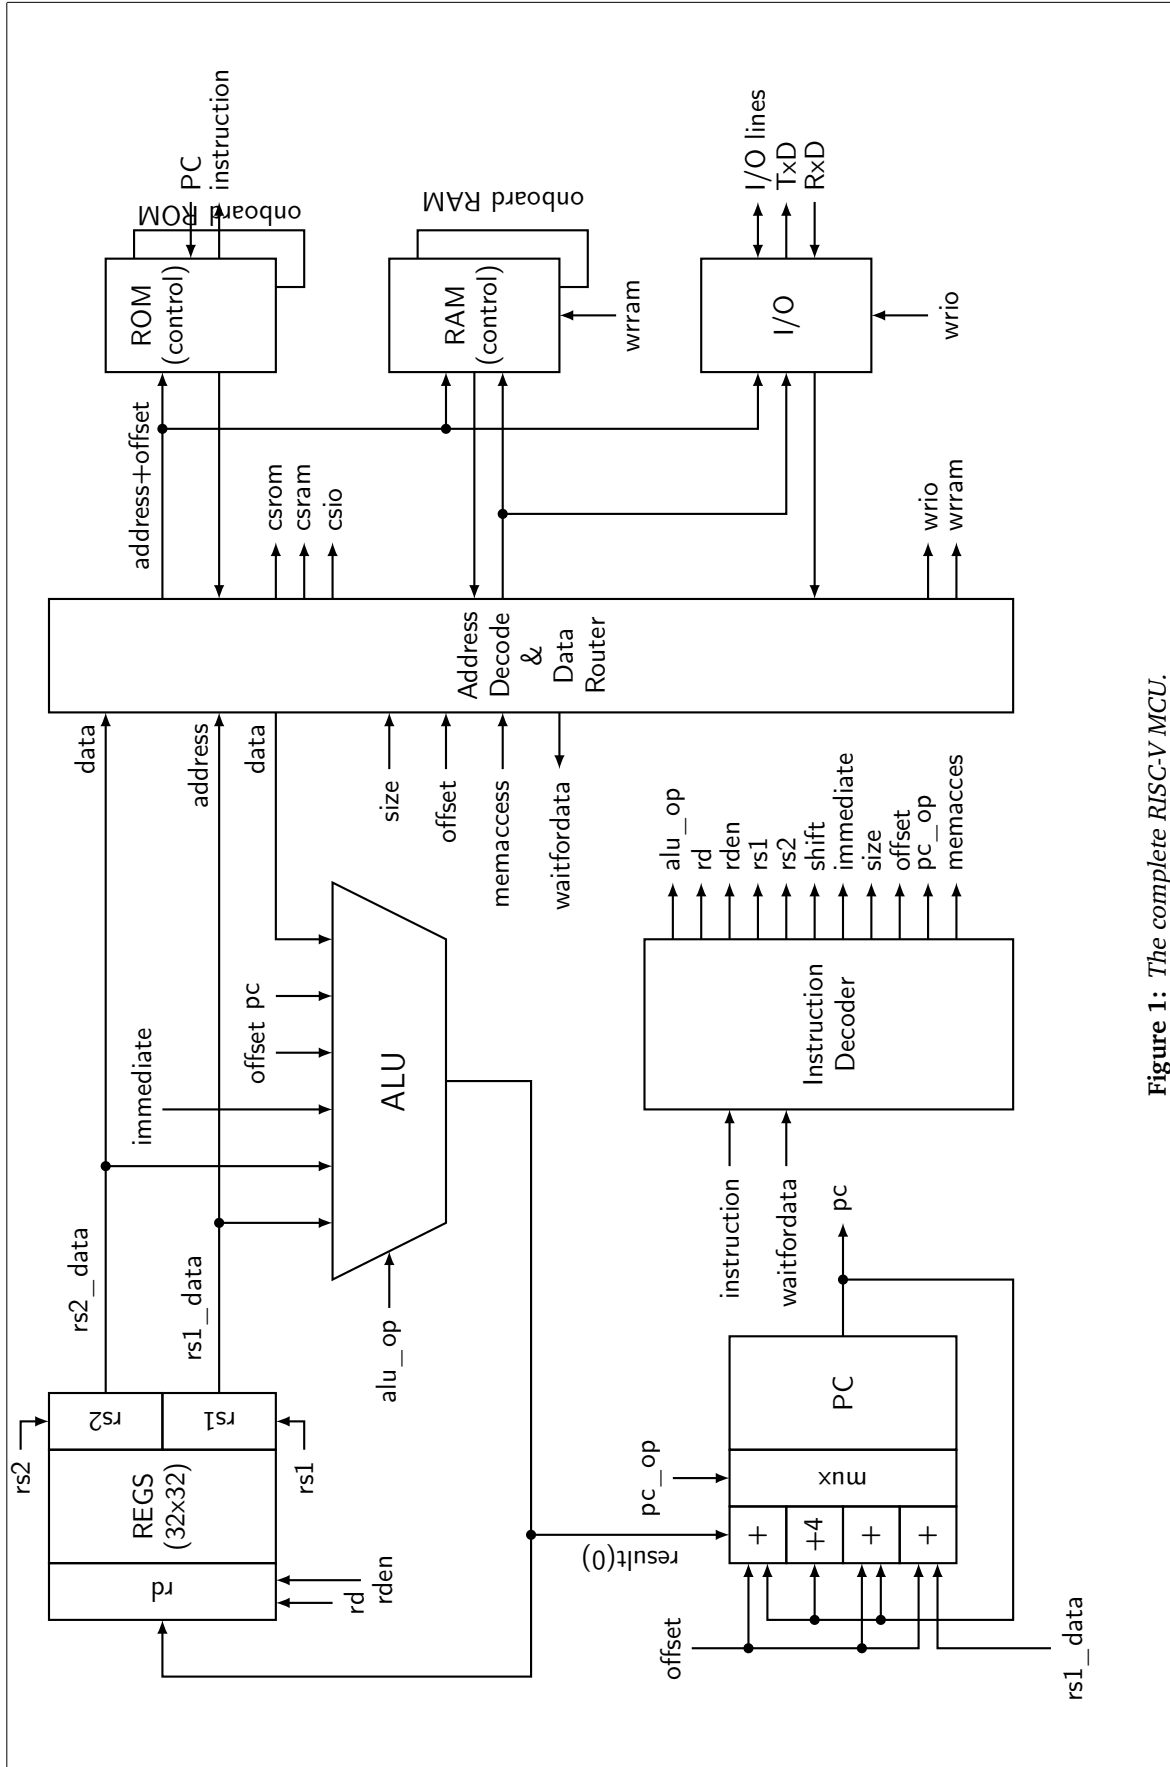 rs2
rs1
rs2
rs1
REGS
(32x32)
rd
rd
rden
rs2_data
rs1_data
immediate
offset
pc
alu_op
ALU
data
address
data
size
offset
memaccess
waitfordata
Address
Decode
&
Data
Router
address+offset
csrom
csram
csio
wrio
wrram
ROM
(control)
PC
instruction
onboard
ROM
RAM
(control)
onboard RAM
wrram
I/O
I/O lines
TxD
RxD
wrio
result(0)
pc_op
offset
rs1_data
+
+4
+
+
mux
PC
pc
instruction
waitfordata
Instruction
Decoder
alu_op
rd
rden
rs1
rs2
shift
immediate
size
offset
pc_op
memacces
Figure 1: The complete RISC-V MCU.